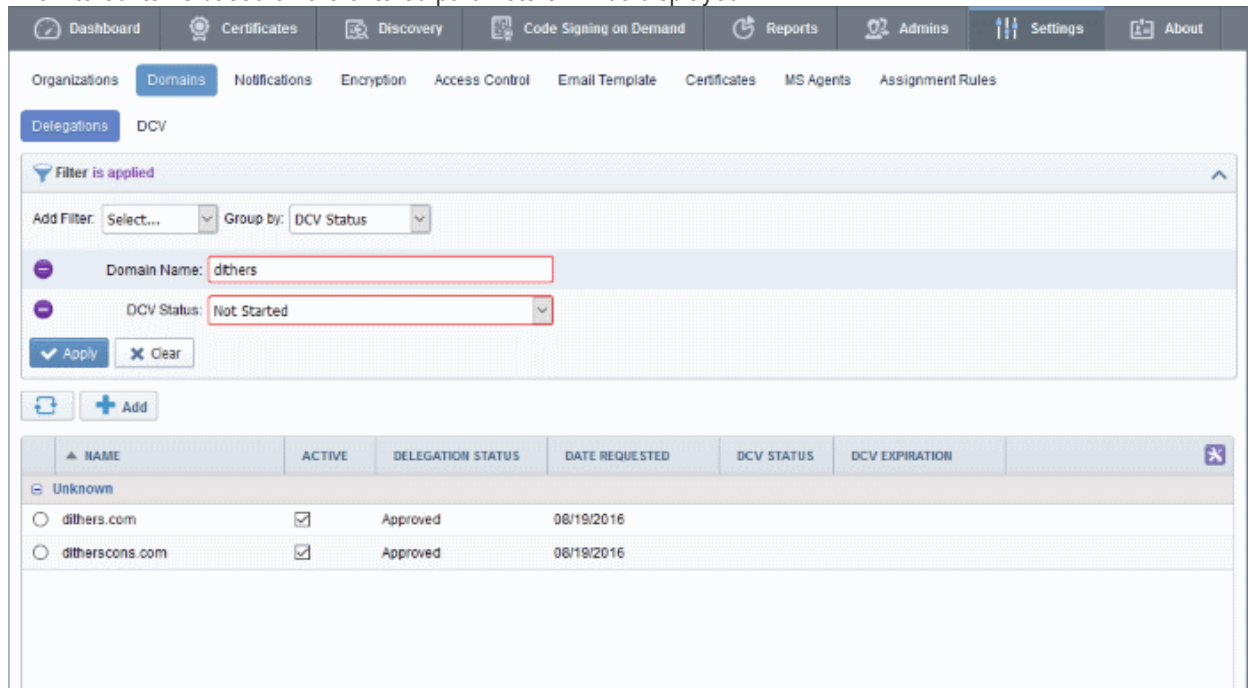 Dashboard Certificates Discovery Code Signing on Demand Reports Admins Settings About
Organizations Domains Notifications Encryption Access Control Email Template Certificates MS Agents Assignment Rules
Delegations DCV
Filter is applied
Add Filter: Select... Group by: DCV Status
Domain Name: dithers
DCV Status: Not Started
Apply Clear
Add
NAME ACTIVE DELEGATION STATUS DATE REQUESTED DCV STATUS DCV EXPIRATION
Unknown
dithers.com Approved 08/19/2016
ditherscons.com Approved 08/19/2016